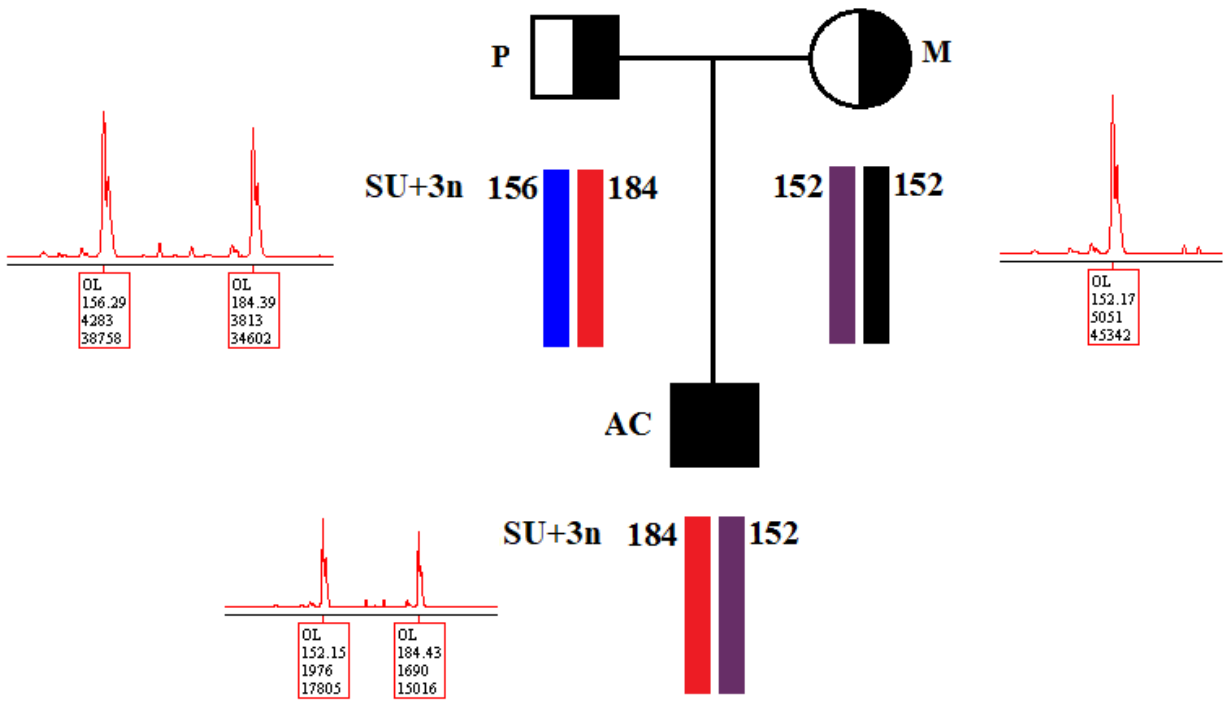 P
M
SU+3n 156 184
152 152
OL
156.29
4283
38758
OL
184.39
3813
34602
OL
152.17
5051
45342
AC
SU+3n 184 152
OL
152.15
1976
17805
OL
184.43
1690
15016